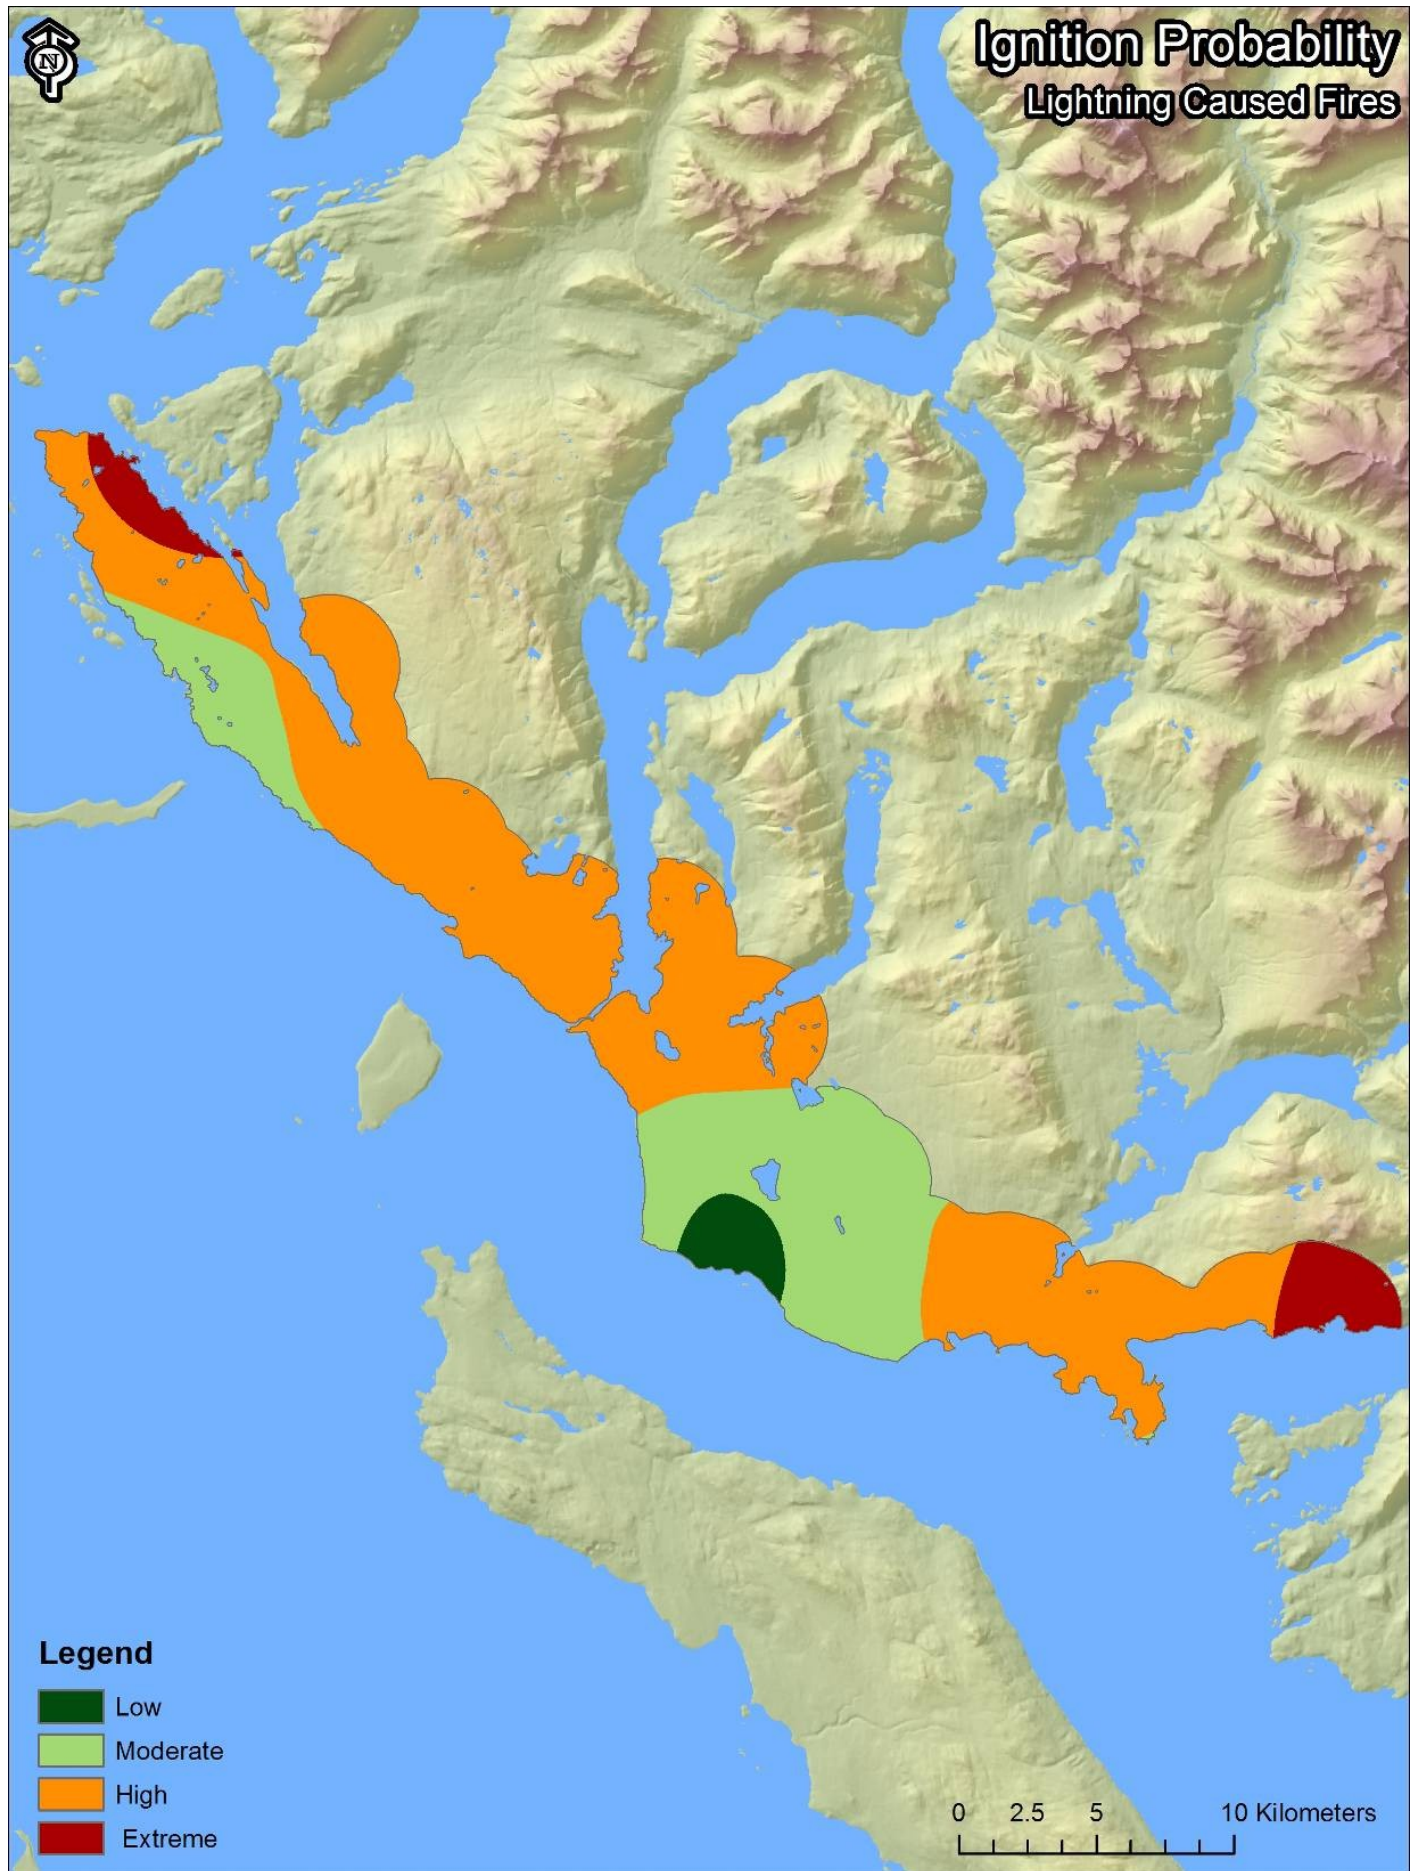 N
Ignition Probability
Lightning Caused Fires
Legend
Low
Moderate
High
Extreme
0 2.5 5 10 Kilometers